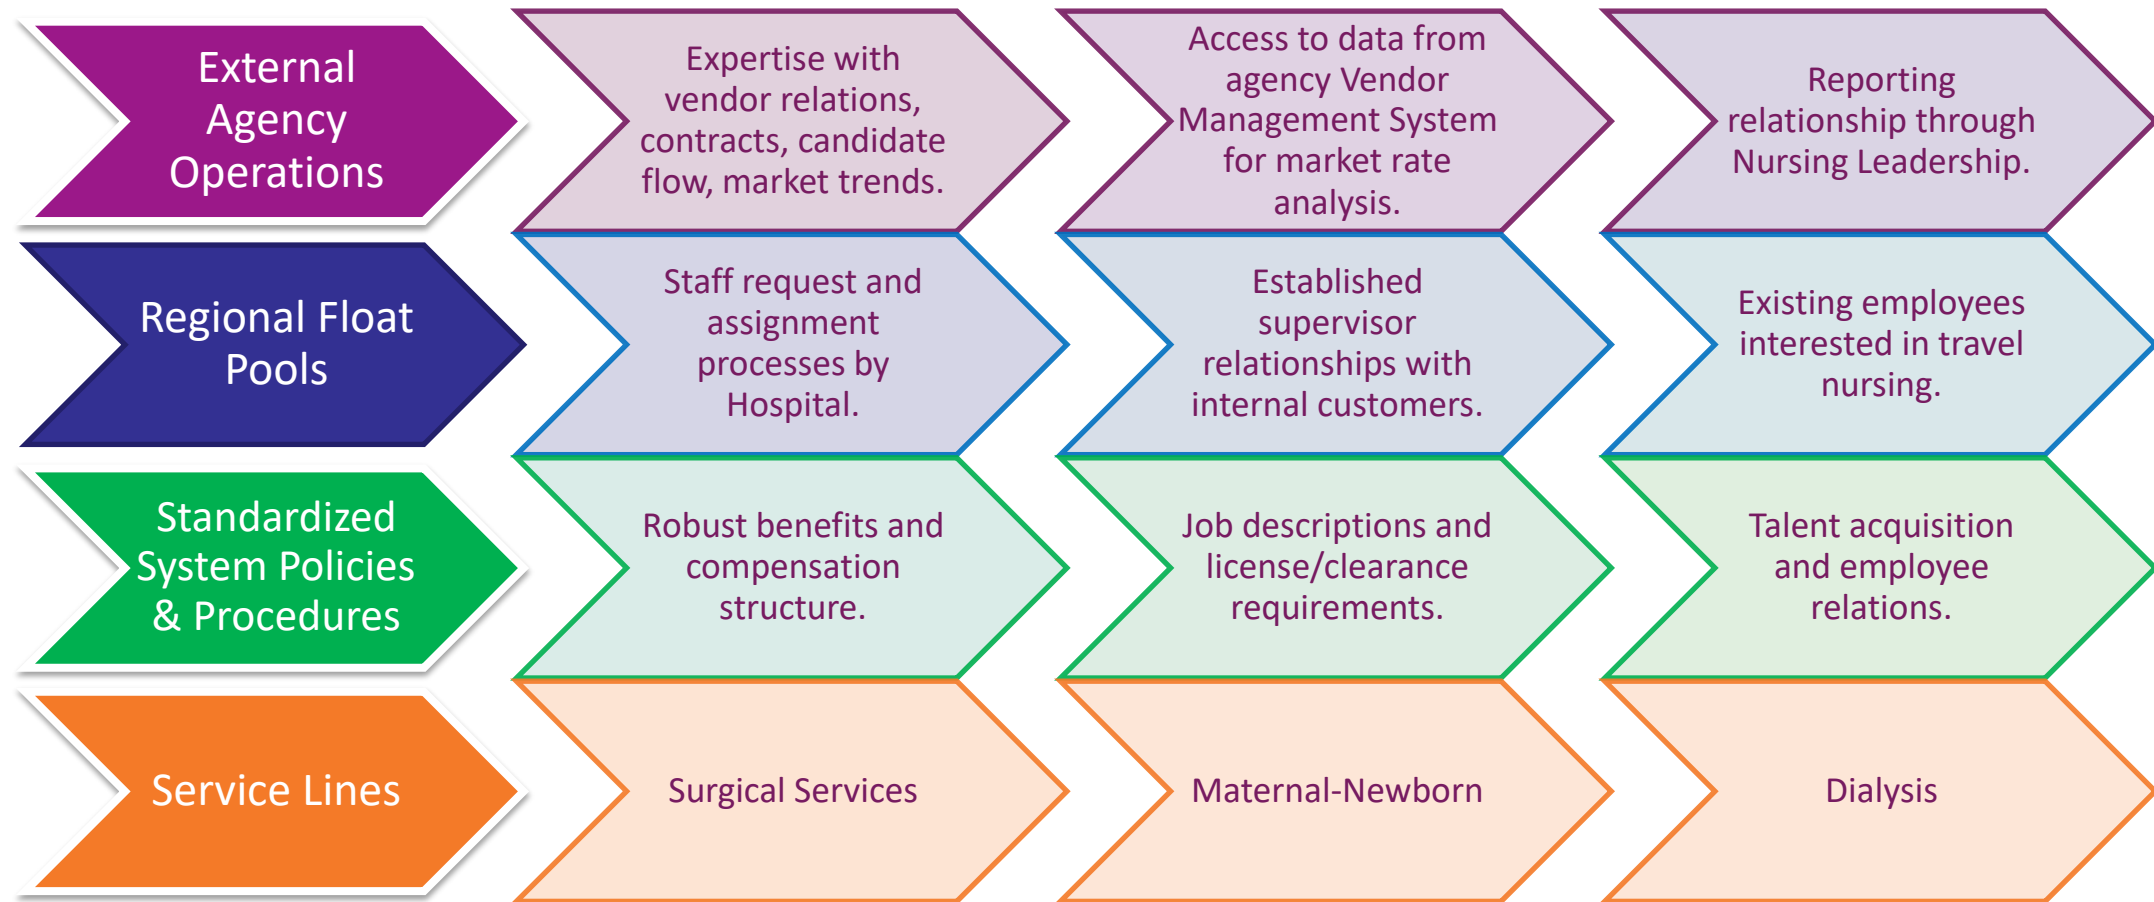 External
Agency
Operations
Expertise with
vendor relations,
contracts, candidate
flow, market trends.
Access to data from
agency Vendor
Management System
for market rate
analysis.
Reporting
relationship through
Nursing Leadership.
Regional Float
Pools
Staff request and
assignment
processes by
Hospital.
Established
supervisor
relationships with
internal customers.
Existing employees
interested in travel
nursing.
Standardized
System Policies
& Procedures
Robust benefits and
compensation
structure.
Job descriptions and
license/clearance
requirements.
Talent acquisition
and employee
relations.
Service Lines
Surgical Services
Maternal-Newborn
Dialysis